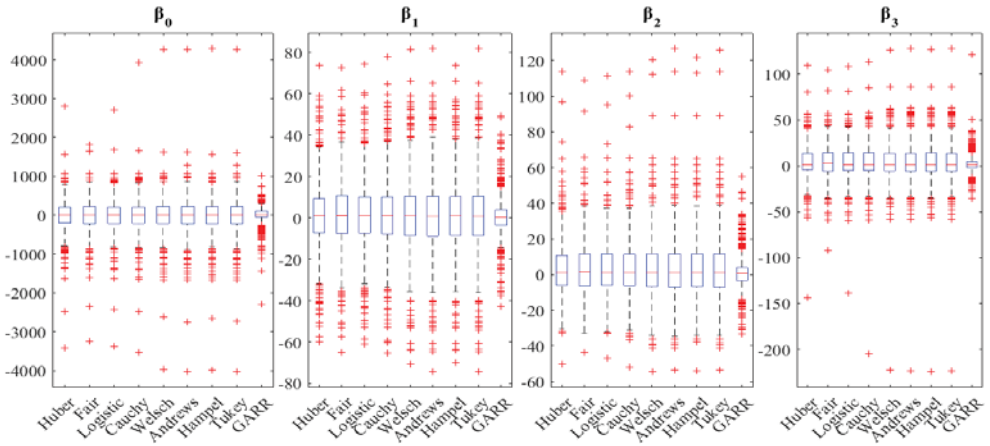 β0 β1 β2 β3
4000 80 120 100
3000 60 100 50
2000 40 80 0
1000 20 60 -50
0 0 40 -100
-1000 -20 20 -150
-2000 -40 0 -200
-3000 -60 -20
-4000 -80 -40
-60
Huber Fair Logistic Cauchy Welsch Andrews Hampel Tukey GARR
Huber Fair Logistic Cauchy Welsch Andrews Hampel Tukey GARR
Huber Fair Logistic Cauchy Welsch Andrews Hampel Tukey GARR
Huber Fair Logistic Cauchy Welsch Andrews Hampel Tukey GARR